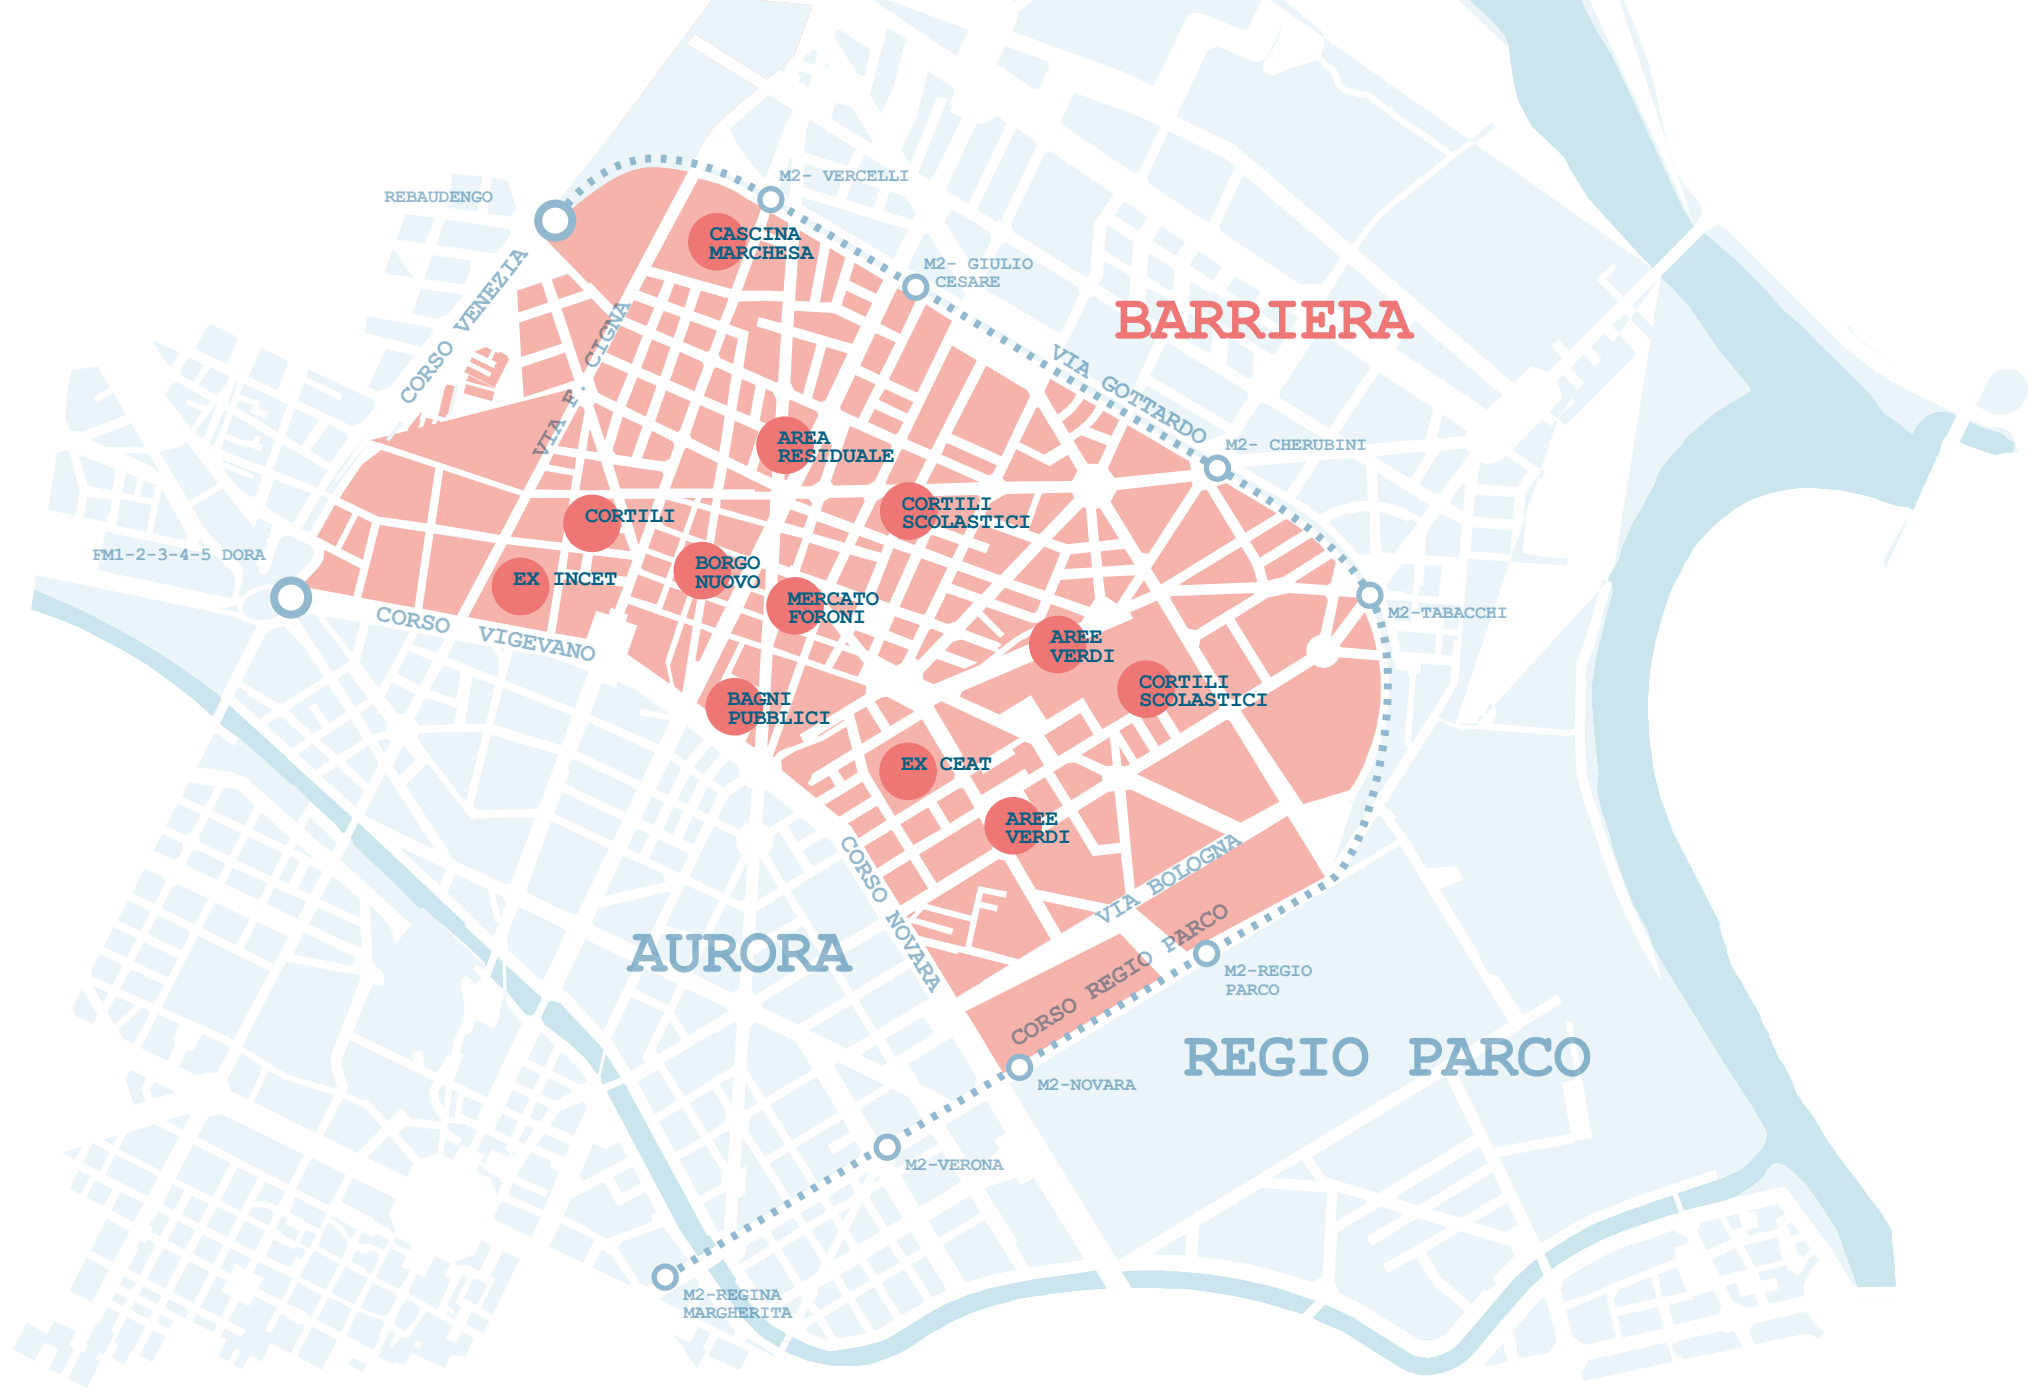 M2- VERCELLI
REBAUDENGO
CASCINA
MARCHESA
M2- GIULIO
CESARE
CORSO VENEZIA
VIA F. CIGNA
BARRIERA
VIA GOTTARDO
AREA
RESIDUALE
M2- CHERUBINI
CORTILI
CORTILI
SCOLASTICI
FM1-2-3-4-5 DORA
EX INCET
BORGO
NUOVO
MERCATO
FORONI
M2-TABACCHI
CORSO VIGEVANO
AREE
VERDI
CORTILI
SCOLASTICI
BAGNI
PUBBLICI
EX CEAT
AREE
VERDI
CORSO NOVARA
VIA BOLOGNA
AURORA
CORSO REGIO PARCO
M2-REGIO
PARCO
REGIO PARCO
M2-NOVARA
M2-VERONA
M2-REGINA
MARGHERITA